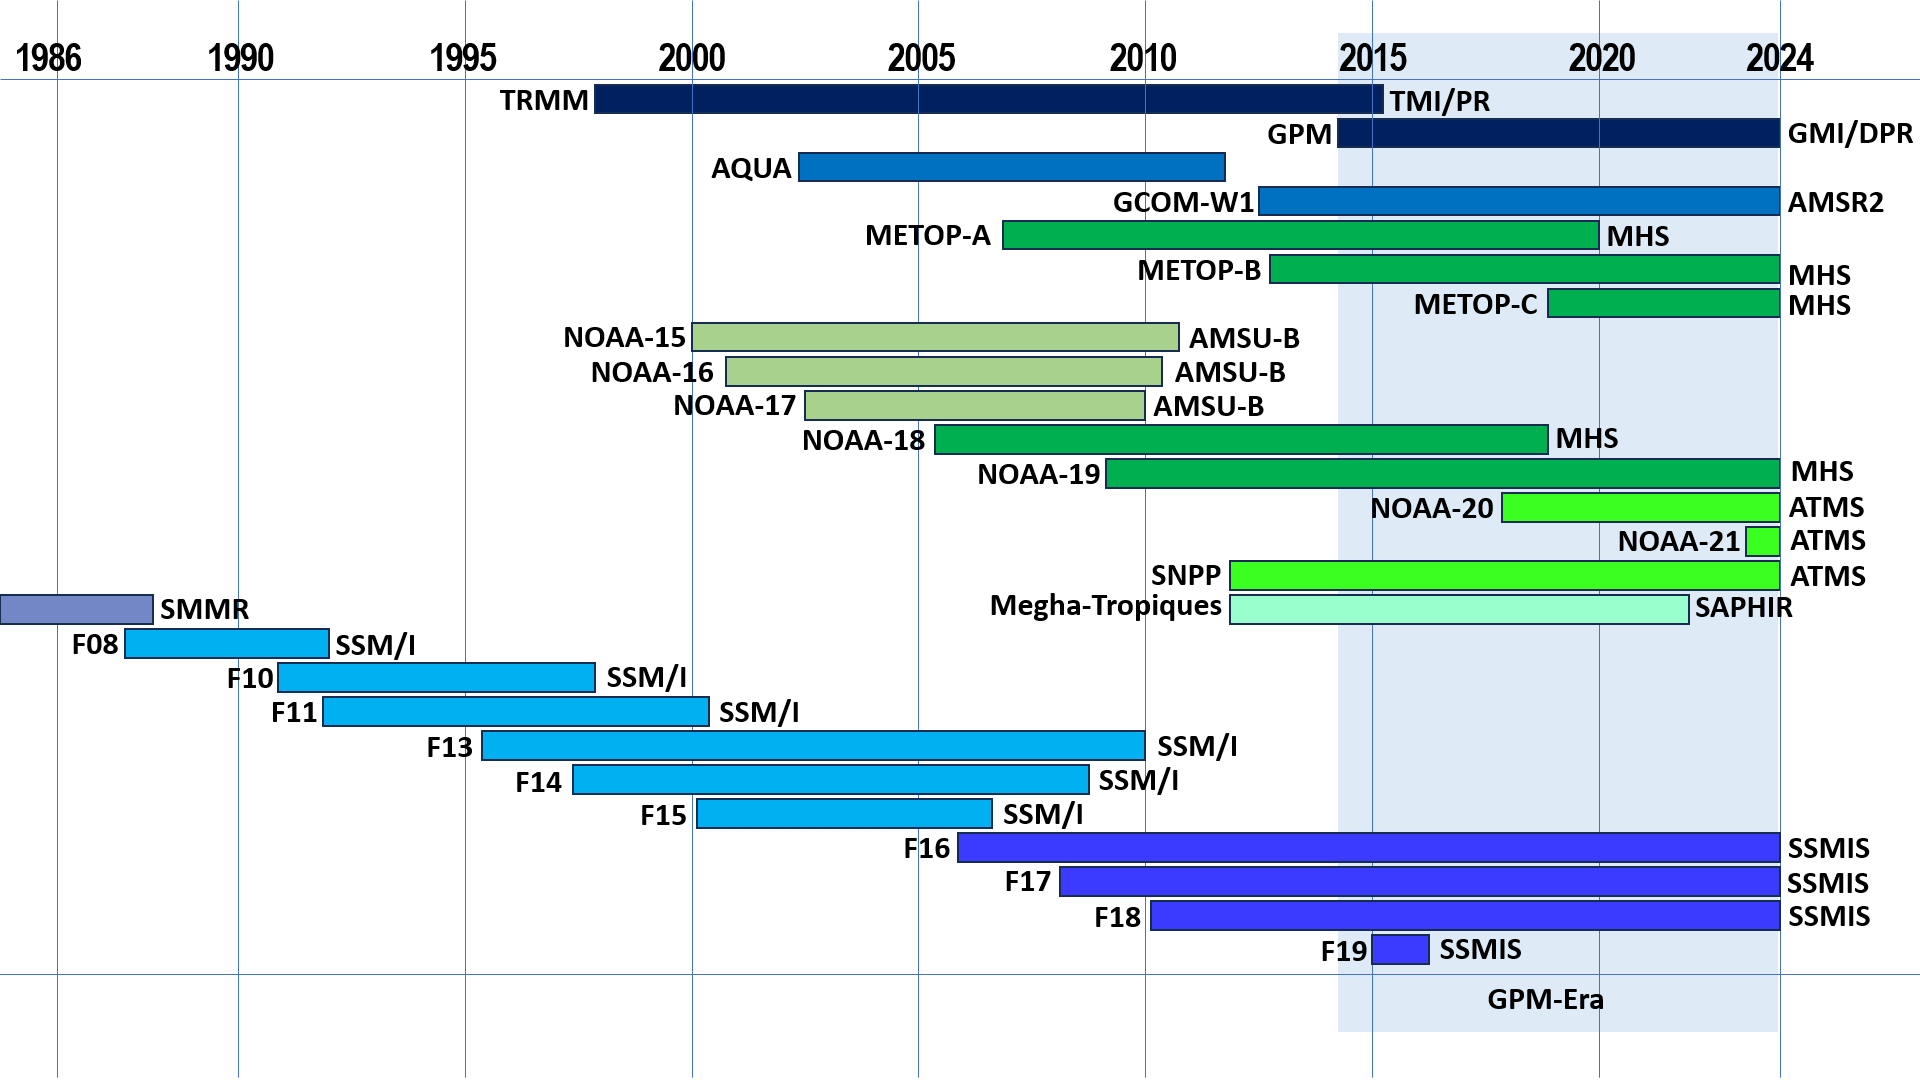 1986 1990 1995 2000 2005 2010 2015 2020 2024
TRMM TMI/PR
GPM GMI/DPR
AQUA
GCOM-W1 AMSR2
METOP-A MHS
METOP-B MHS
METOP-C MHS
NOAA-15 AMSU-B
NOAA-16 AMSU-B
NOAA-17 AMSU-B
NOAA-18 MHS
NOAA-19 MHS
NOAA-20 ATMS
NOAA-21 ATMS
SNPP ATMS
Megha-Tropiques SAPHIR
SMMR
F08 SSM/I
F10 SSM/I
F11 SSM/I
F13 SSM/I
F14 SSM/I
F15 SSM/I
F16 SSMIS
F17 SSMIS
F18 SSMIS
F19 SSMIS
GPM-Era